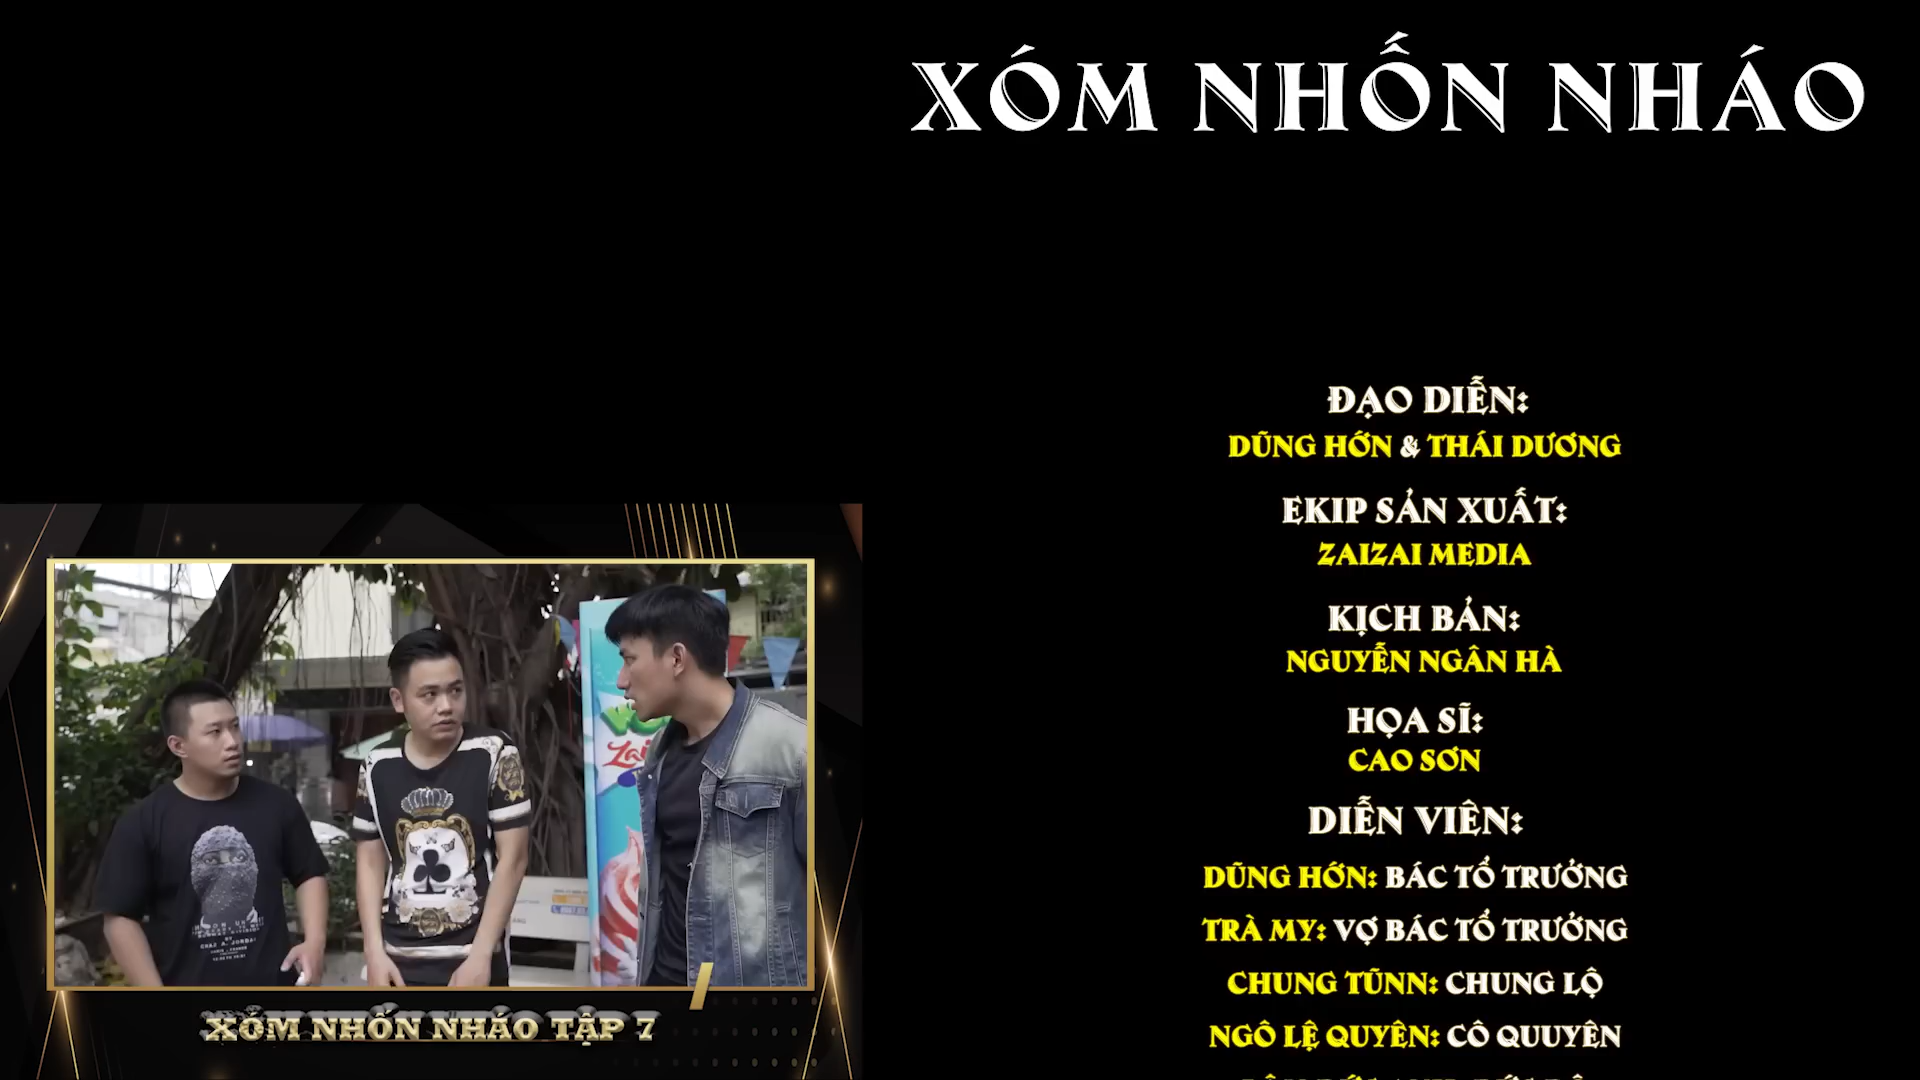 XÓM NHỐN NHÁO
ĐẠO DIỄN:
DŨNG HỚN & THÁI DƯƠNG
EKIP SẢN XUẤT:
ZAIZAI MEDIA
KỊCH BẢN:
NGUYỄN NGÂN HÀ
HỌA SĨ:
CAO SƠN
DIỄN VIÊN:
DŨNG HỚN: BÁC TỔ TRƯỞNG
TRÀ MY: VỢ BÁC TỔ TRƯỞNG
CHUNG TŨNN: CHUNG LỘ
NGÔ LỆ QUYÊN: CÔ QUUYÊN
XÓM NHỐN NHÁO TẬP 7